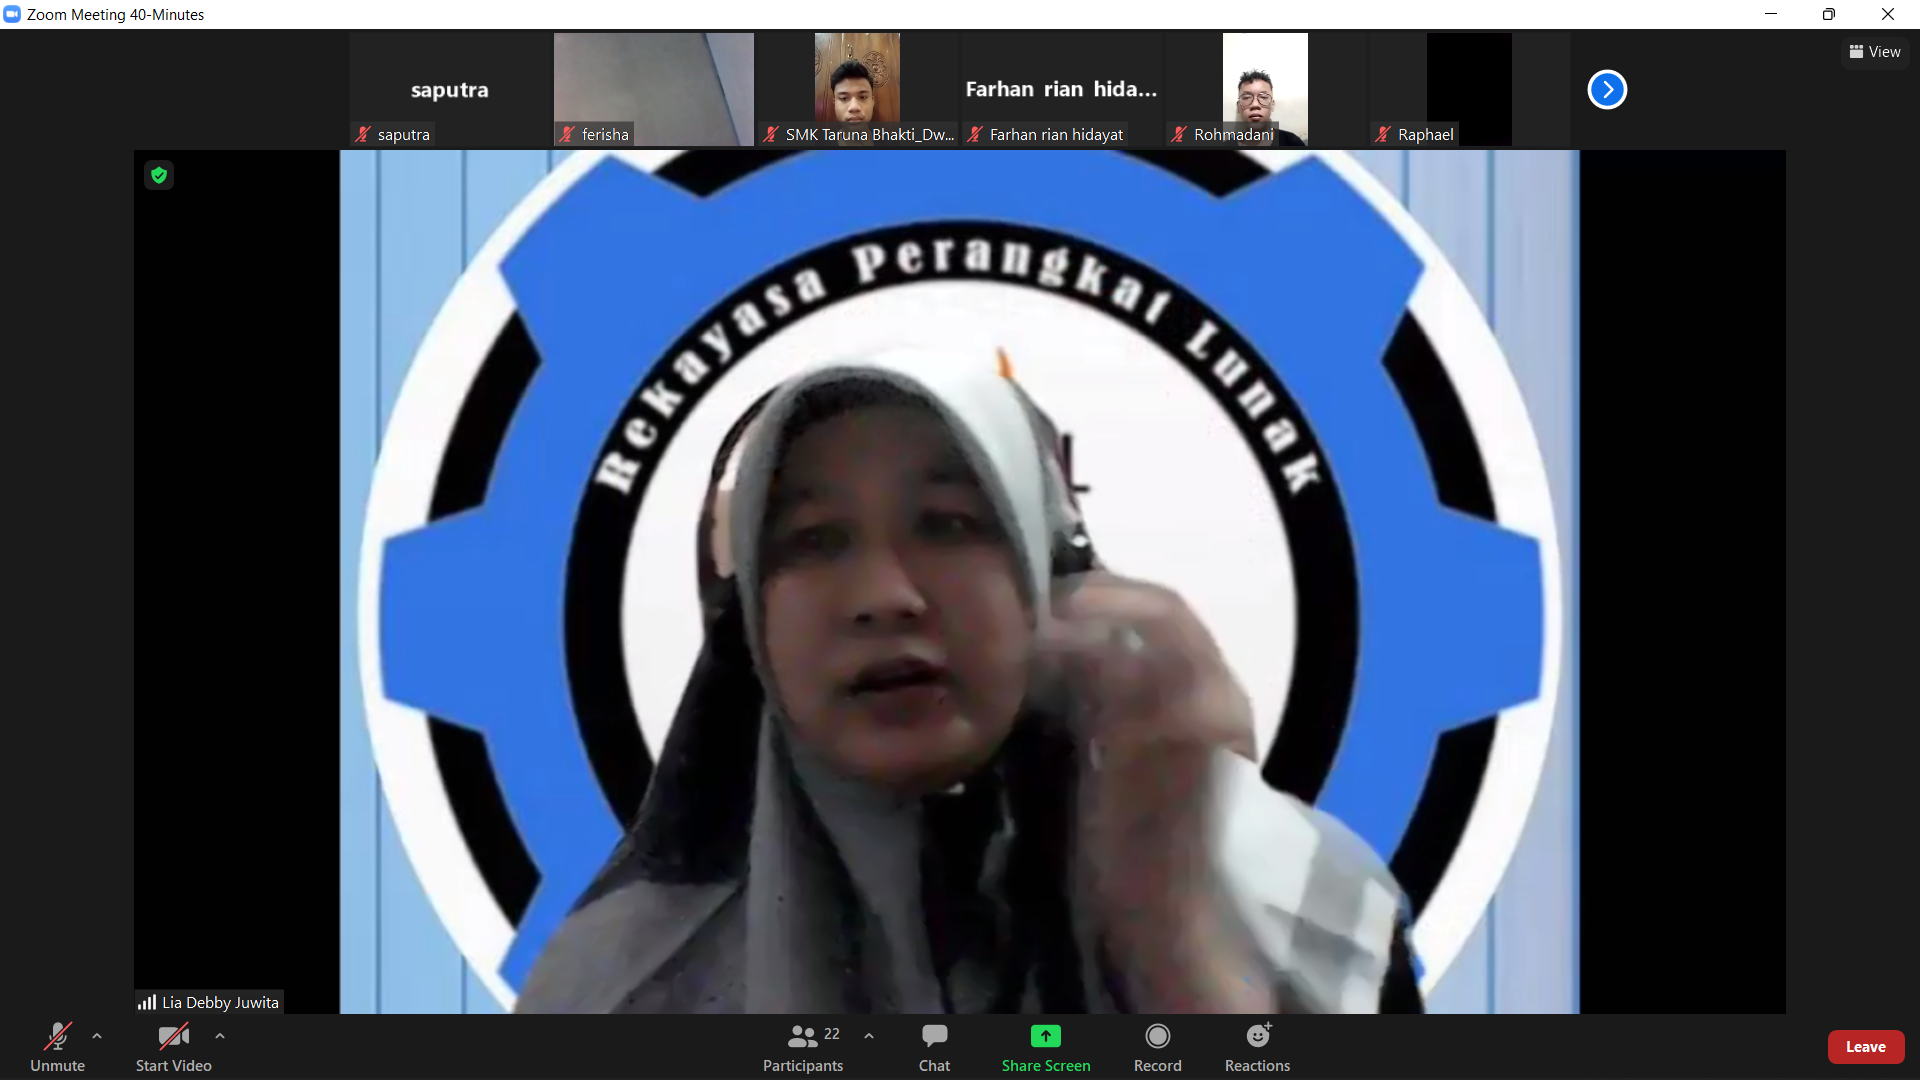 Zoom Meeting 40-Minutes
View
saputra
Farhan rian hida...
saputra
ferisha
SMK Taruna Bhakti_Dw...
Farhan rian hidayat
Rohmadani
Raphael
Rekayasa Perangkat Lunak
L
Lia Debby Juwita
22
Unmute
Start Video
Participants
Chat
Share Screen
Record
Reactions
Leave